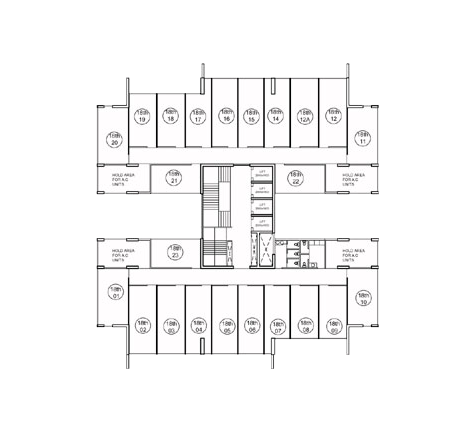 18th
19
18th
18
18th
17
18th
16
18th
15
18th
14
18th
12A
18th
12
18th
20
18th
11
HOLD AREA
FOR A.C
UNITS
18th
21
LIFT
18th
22
HOLD AREA
FOR A.C
UNITS
LIFT
LIFT
LIFT
HOLD AREA
FOR A.C
UNITS
18th
23
HOLD AREA
FOR A.C
UNITS
18th
01
18th
10
18th
02
18th
03
18th
04
18th
05
18th
06
18th
07
18th
08
18th
09